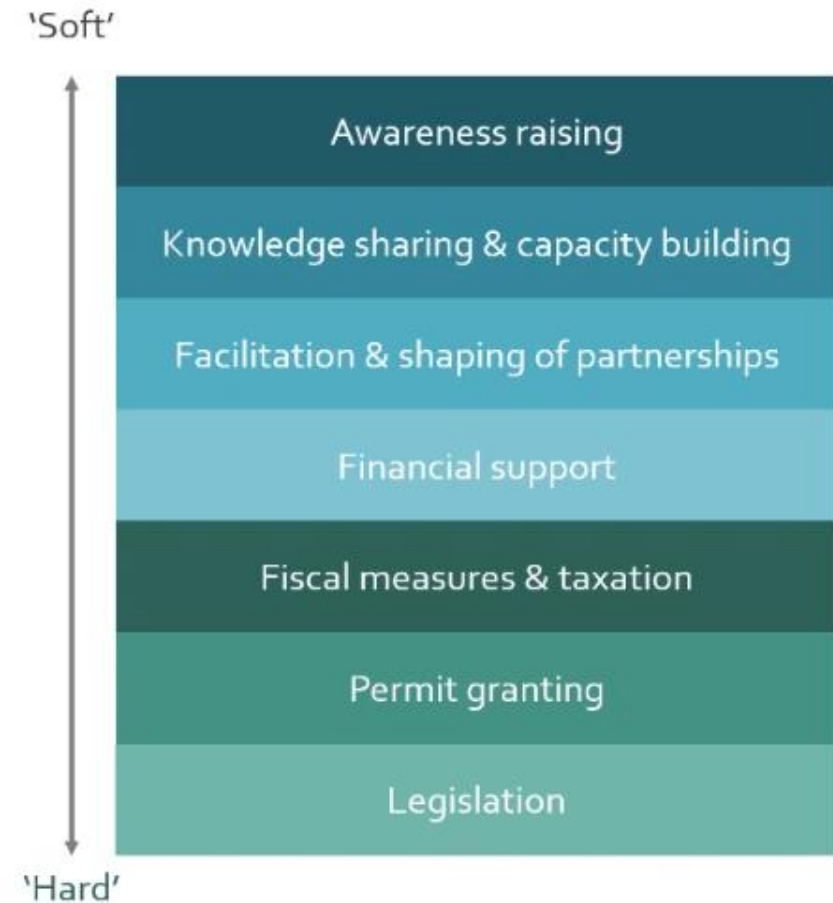 ‘Soft’
Awareness raising
Knowledge sharing & capacity building
Facilitation & shaping of partnerships
Financial support
Fiscal measures & taxation
Permit granting
Legislation
‘Hard’